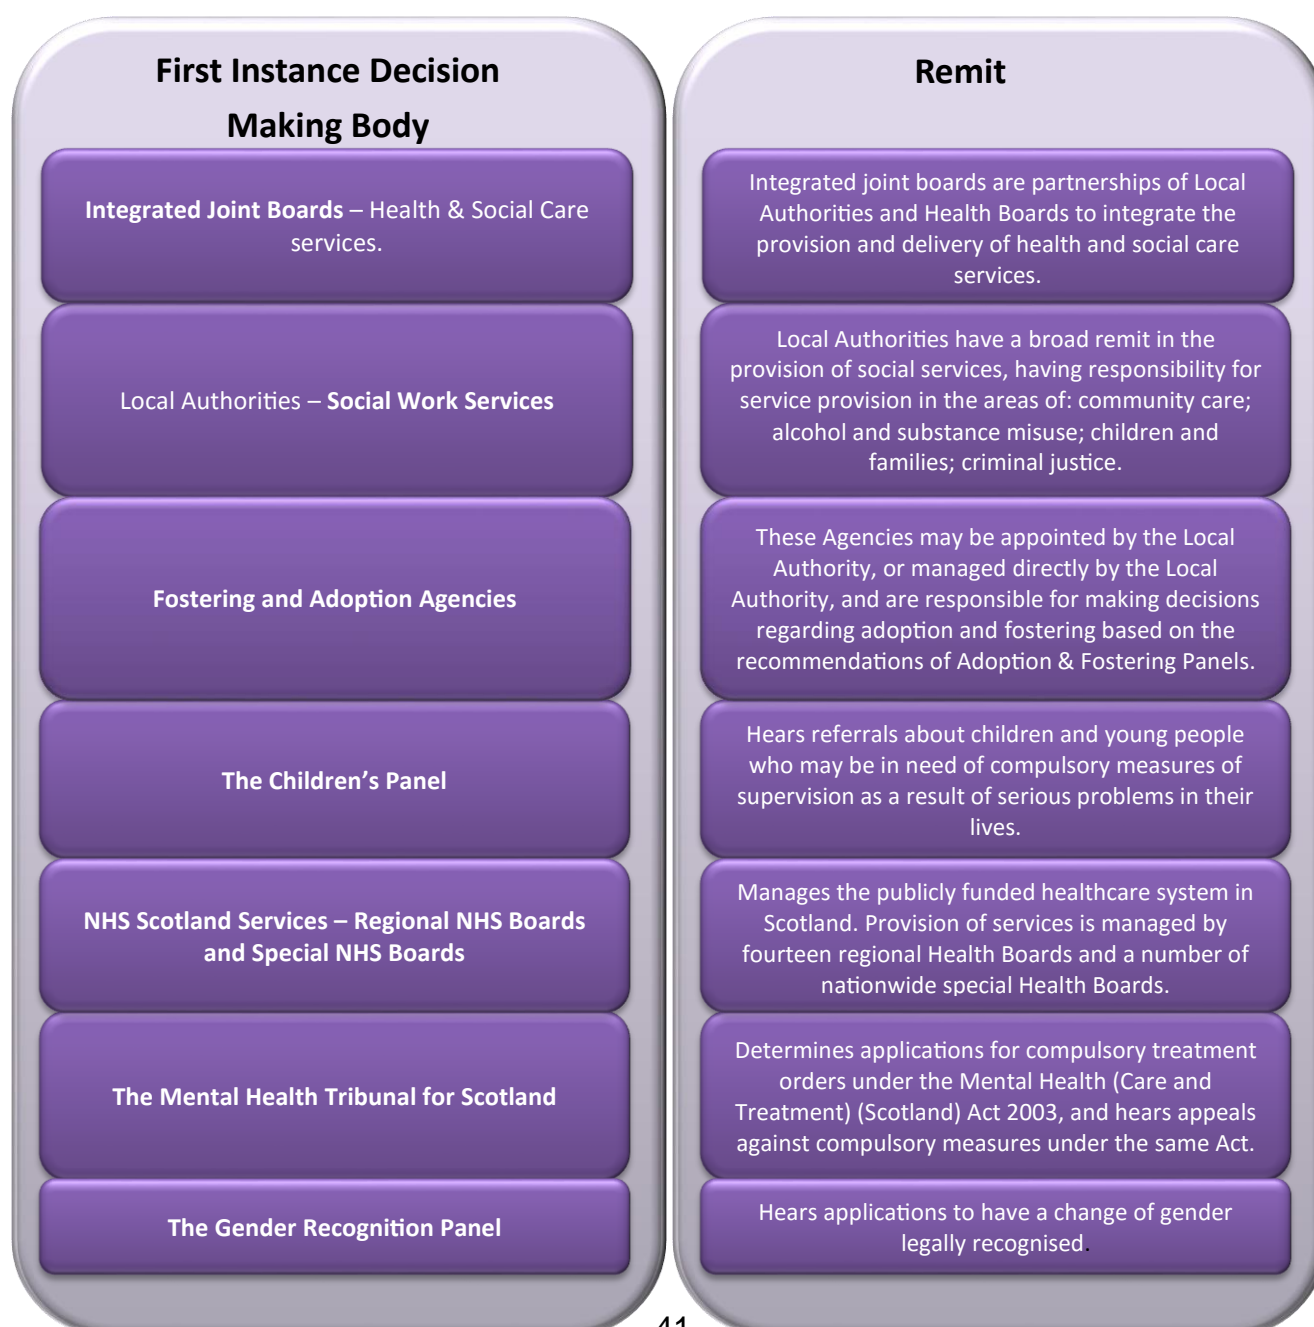 First Instance Decision
Making Body
Remit
Integrated Joint Boards – Health & Social Care
services.
Integrated joint boards are partnerships of Local
Authorities and Health Boards to integrate the
provision and delivery of health and social care
services.
Local Authorities – Social Work Services
Local Authorities have a broad remit in the
provision of social services, having responsibility for
service provision in the areas of: community care;
alcohol and substance misuse; children and
families; criminal justice.
Fostering and Adoption Agencies
These Agencies may be appointed by the Local
Authority, or managed directly by the Local
Authority, and are responsible for making decisions
regarding adoption and fostering based on the
recommendations of Adoption & Fostering Panels.
The Children’s Panel
Hears referrals about children and young people
who may be in need of compulsory measures of
supervision as a result of serious problems in their
lives.
NHS Scotland Services – Regional NHS Boards
and Special NHS Boards
Manages the publicly funded healthcare system in
Scotland. Provision of services is managed by
fourteen regional Health Boards and a number of
nationwide special Health Boards.
The Mental Health Tribunal for Scotland
Determines applications for compulsory treatment
orders under the Mental Health (Care and
Treatment) (Scotland) Act 2003, and hears appeals
against compulsory measures under the same Act.
The Gender Recognition Panel
Hears applications to have a change of gender
legally recognised.
41